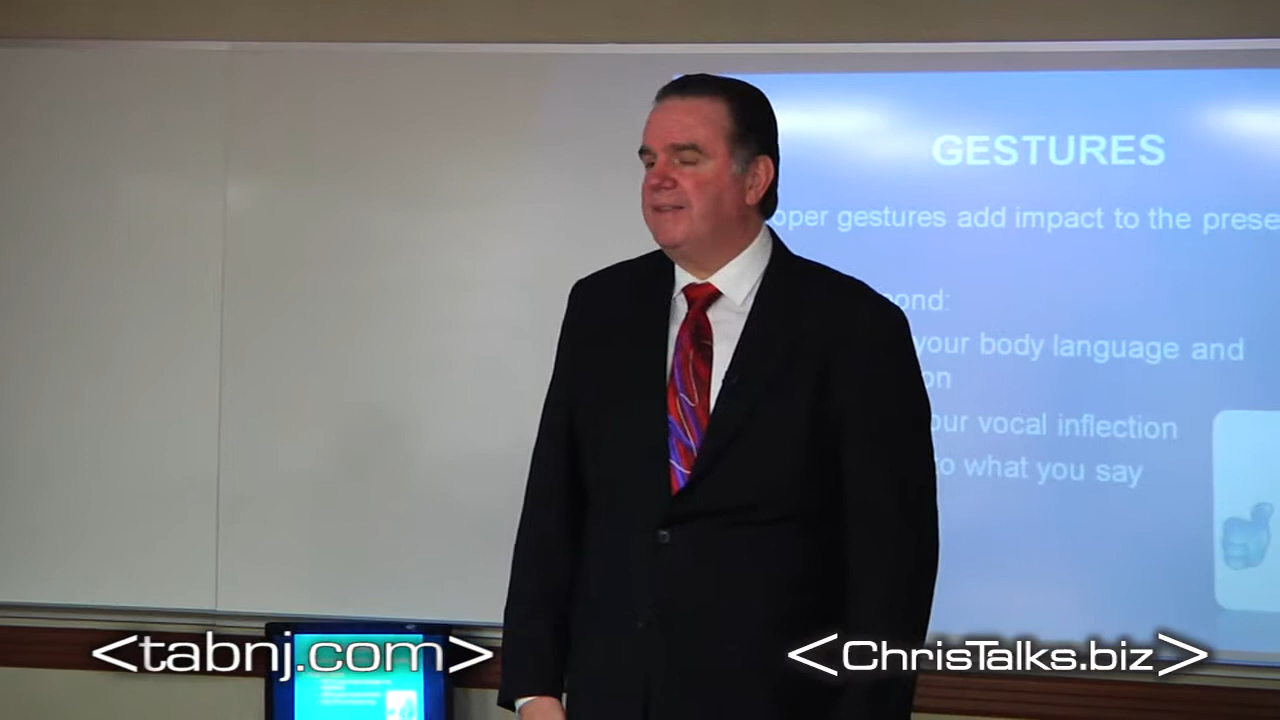 GESTURES
oper gestures add impact to the prese
ond:
your body language and
on
our vocal inflection
to what you say
<tabnj.com>
<ChrisTalks.biz>